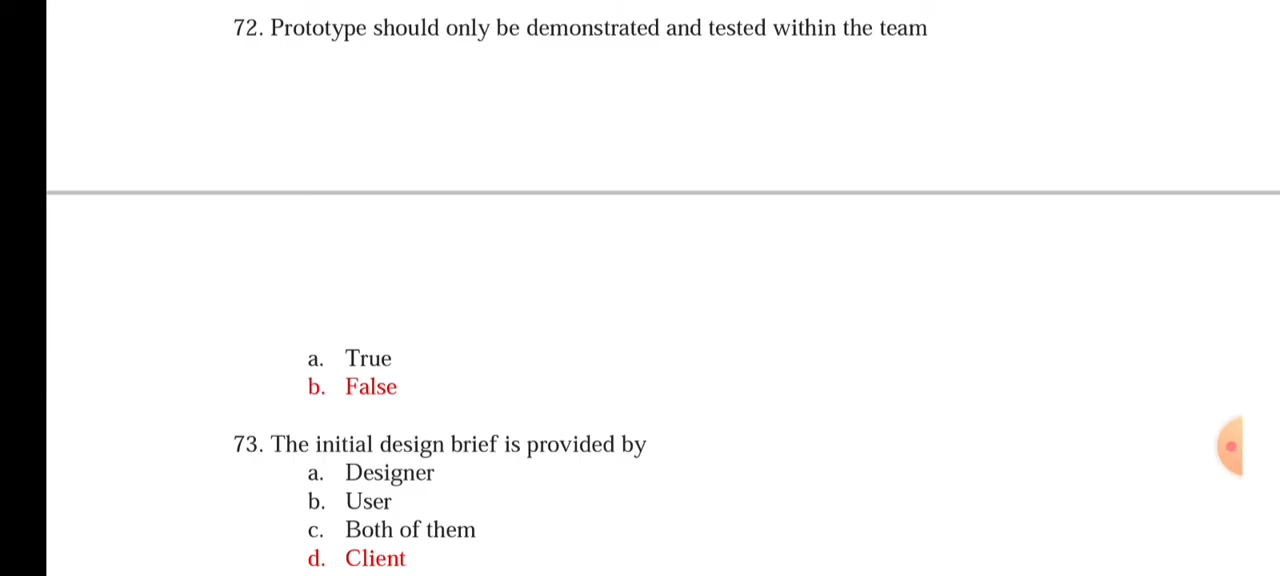 72. Prototype should only be demonstrated and tested within the team
a. True
b. False
73. The initial design brief is provided by
a. Designer
b. User
c. Both of them
d. Client